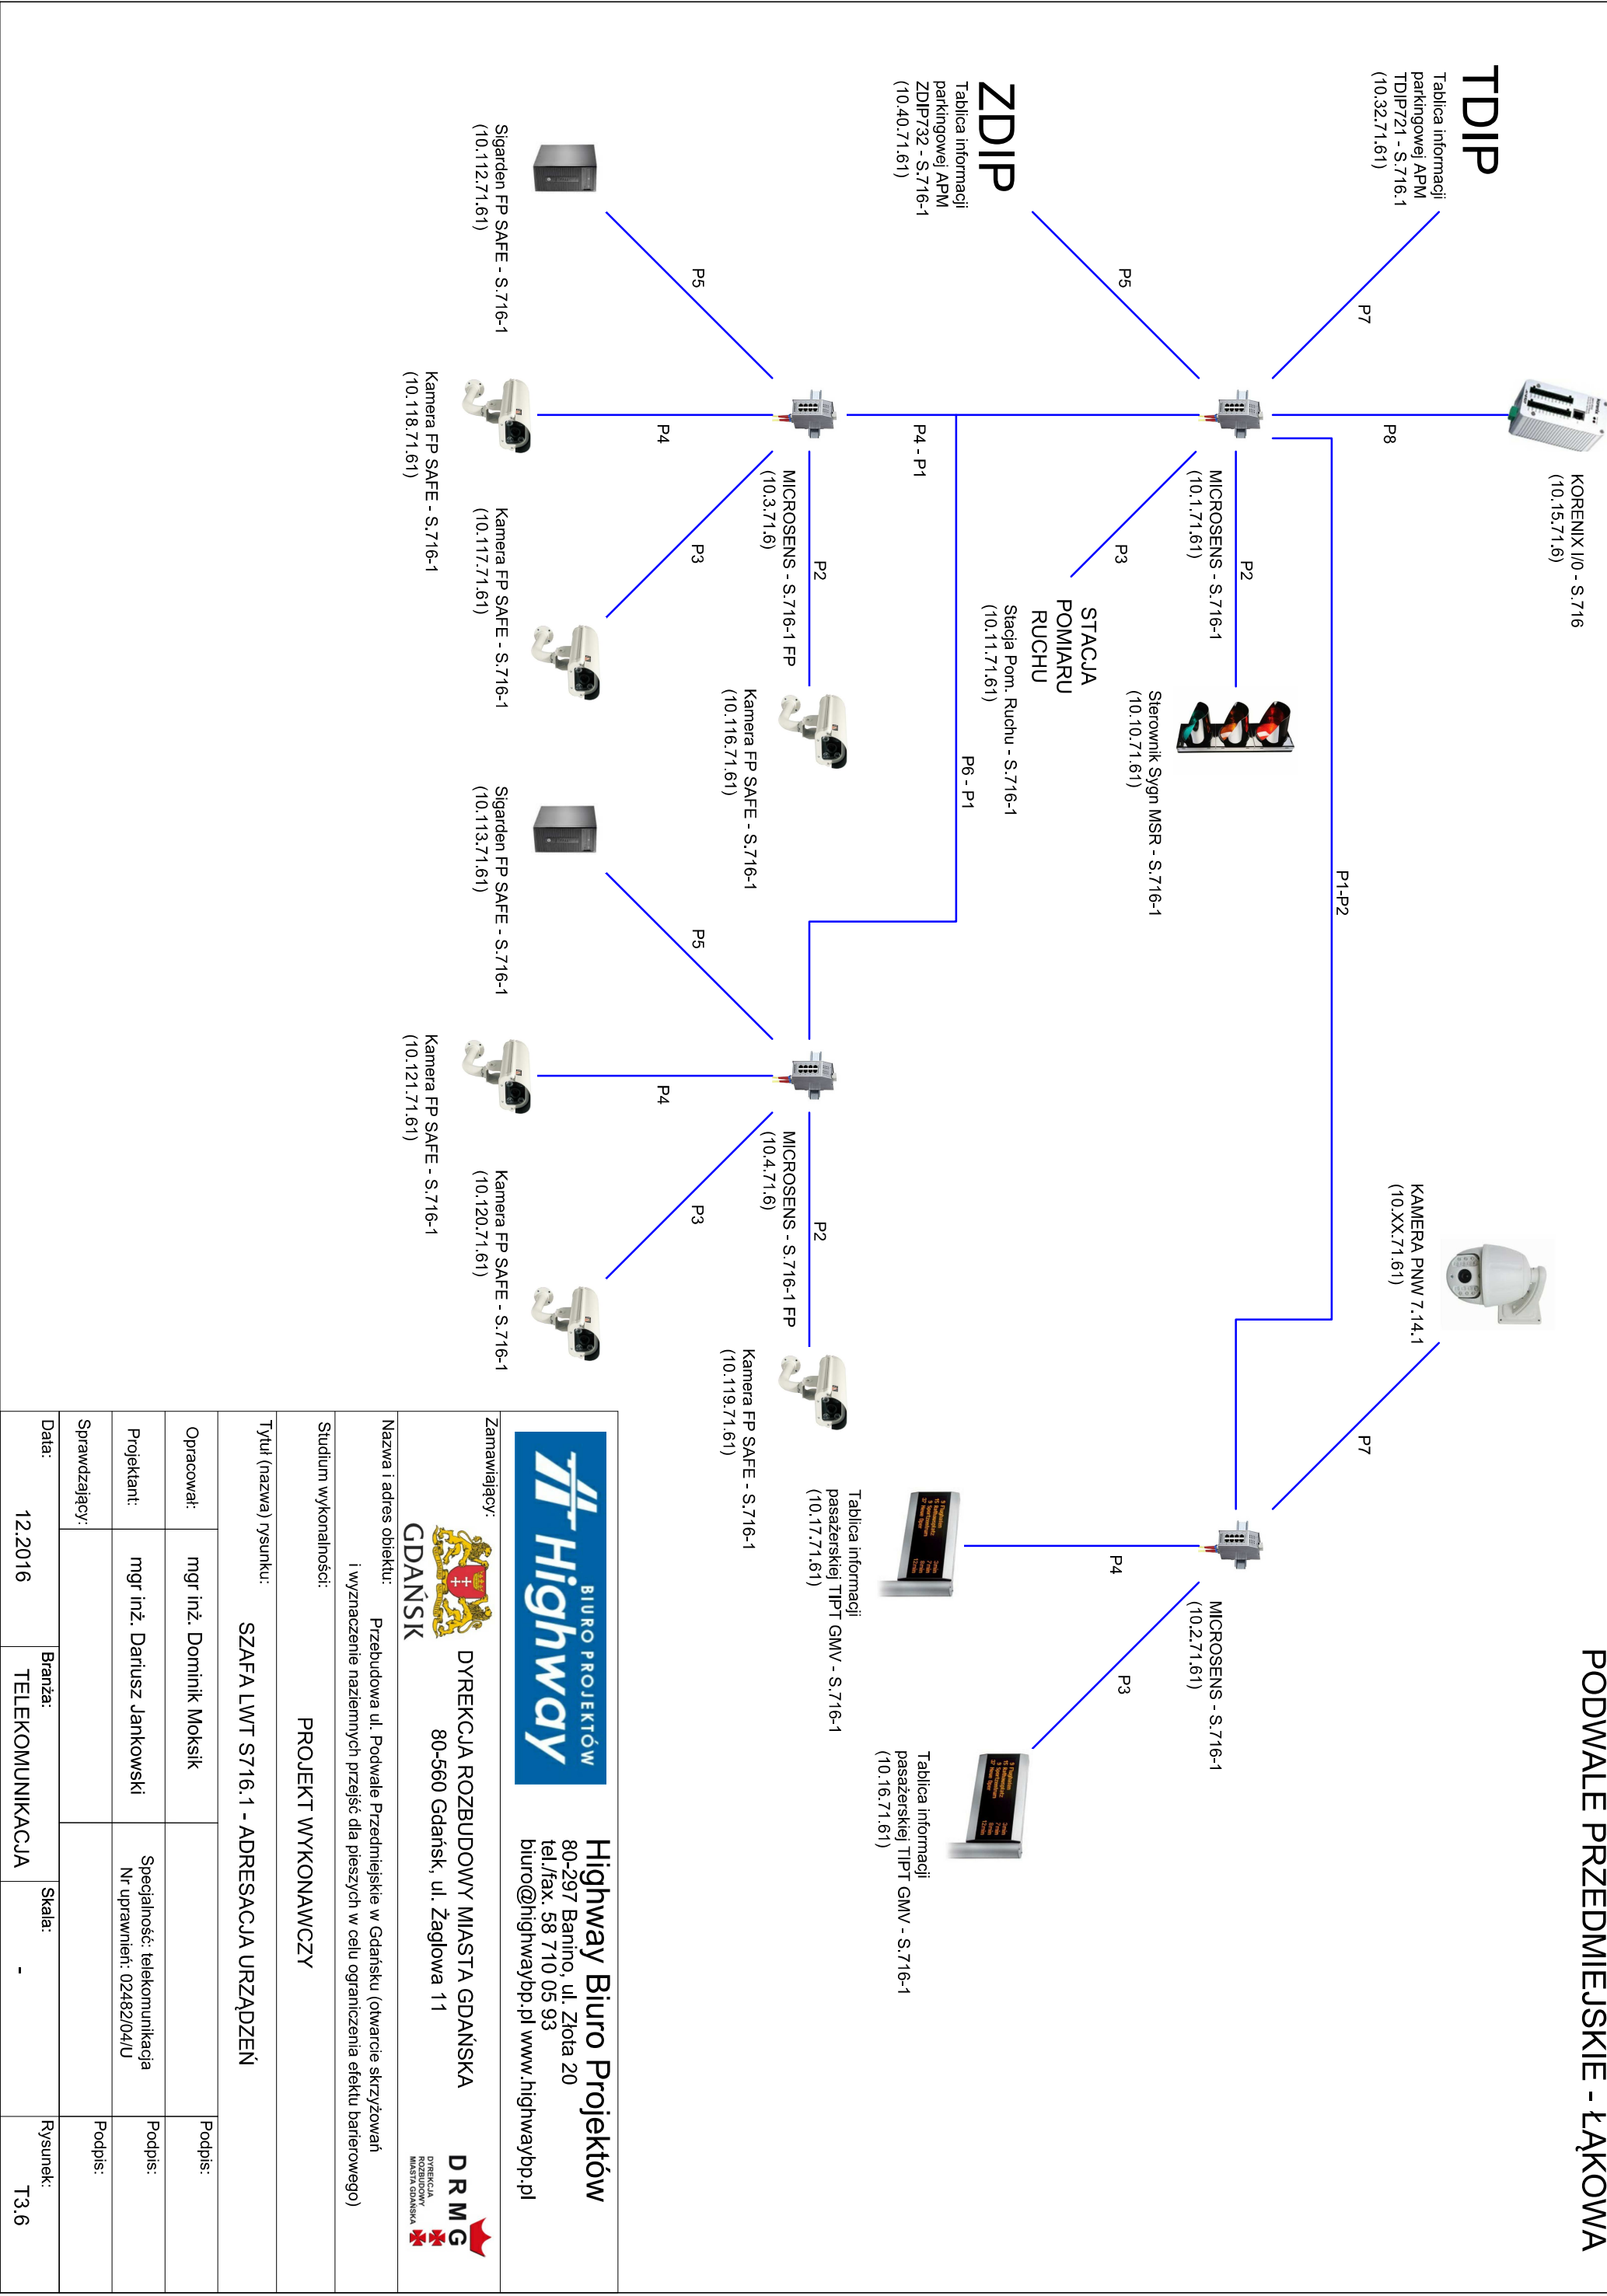 PODWALE PRZEDMIEJSKIE - ŁĄKOWA
KORENIX I/0 - S.716
(10.15.71.6)
TDIP
Tablica informacji
parkingowej APM
TDIP721 - S.716.1
(10.32.71.61)
P7
P8
P1-P2
KAMERA PNW 7.14.1
(10.XX.71.61)
P7
MICROSENS - S.716-1
(10.1.71.61)
P2
Sterownik Sygn MSR - S.716-1
(10.10.71.61)
P3
STACJA
POMIARU
RUCHU
Stacja Pom. Ruchu - S.716-1
(10.11.71.61)
MICROSENS - S.716-1
(10.2.71.61)
P4
P3
Tablica informacji
pasażerskiej TIPT GMV - S.716-1
(10.17.71.61)
Tablica informacji
pasażerskiej TIPT GMV - S.716-1
(10.16.71.61)
ZDIP
Tablica informacji
parkingowej APM
ZDIP732 - S.716-1
(10.40.71.61)
P5
P4 - P1
P6 - P1
MICROSENS - S.716-1 FP
(10.3.71.6)
P2
Kamera FP SAFE - S.716-1
(10.116.71.61)
P5
P4
P3
Sigarden FP SAFE - S.716-1
(10.112.71.61)
Kamera FP SAFE - S.716-1
(10.118.71.61)
Kamera FP SAFE - S.716-1
(10.117.71.61)
MICROSENS - S.716-1 FP
(10.4.71.6)
P2
Kamera FP SAFE - S.716-1
(10.119.71.61)
P5
P4
P3
Sigarden FP SAFE - S.716-1
(10.113.71.61)
Kamera FP SAFE - S.716-1
(10.121.71.61)
Kamera FP SAFE - S.716-1
(10.120.71.61)
BIURO PROJEKTÓW
Highway
Highway Biuro Projektów
80-297 Banino, ul. Złota 20
tel./fax. 58 710 05 93
biuro@highwaybp.pl www.highwaybp.pl
Zamawiający:
GDAŃSK
DYREKCJA ROZBUDOWY MIASTA GDAŃSKA
80-560 Gdańsk, ul. Żaglowa 11
DRMG
DYREKCJA
ROZBUDOWY
MIASTA GDAŃSKA
Nazwa i adres obiektu:
Przebudowa ul. Podwale Przedmiejskie w Gdańsku (otwarcie skrzyżowań
i wyznaczenie naziemnych przejść dla pieszych w celu ograniczenia efektu barierowego)
Studium wykonalności:
PROJEKT WYKONAWCZY
Tytuł (nazwa) rysunku:
SZAFA LWT S716.1 - ADRESACJA URZĄDZEŃ
Opracował:
mgr inż. Dominik Moksik
Podpis:
Projektant:
mgr inż. Dariusz Jankowski
Specjalność: telekomunikacja
Nr uprawnień: 02482/04/U
Podpis:
Sprawdzający:
Podpis:
Data:
12.2016
Branża:
TELEKOMUNIKACJA
Skala:
-
Rysunek:
T3.6